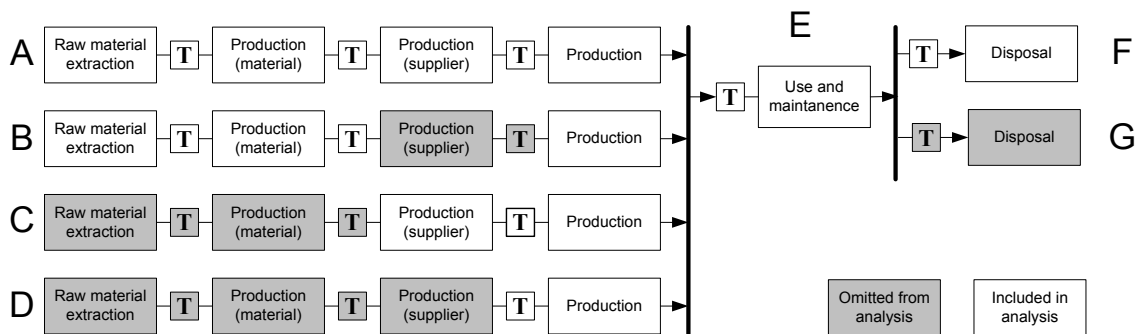 E
A
Raw material
extraction
T
Production
(material)
T
Production
(supplier)
T
Production
T
Disposal
F
T
Use and
maintanence
B
Raw material
extraction
T
Production
(material)
T
Production
(supplier)
T
Production
T
Disposal
G
C
Raw material
extraction
T
Production
(material)
T
Production
(supplier)
T
Production
D
Raw material
extraction
T
Production
(material)
T
Production
(supplier)
T
Production
Omitted from
analysis
Included in
analysis